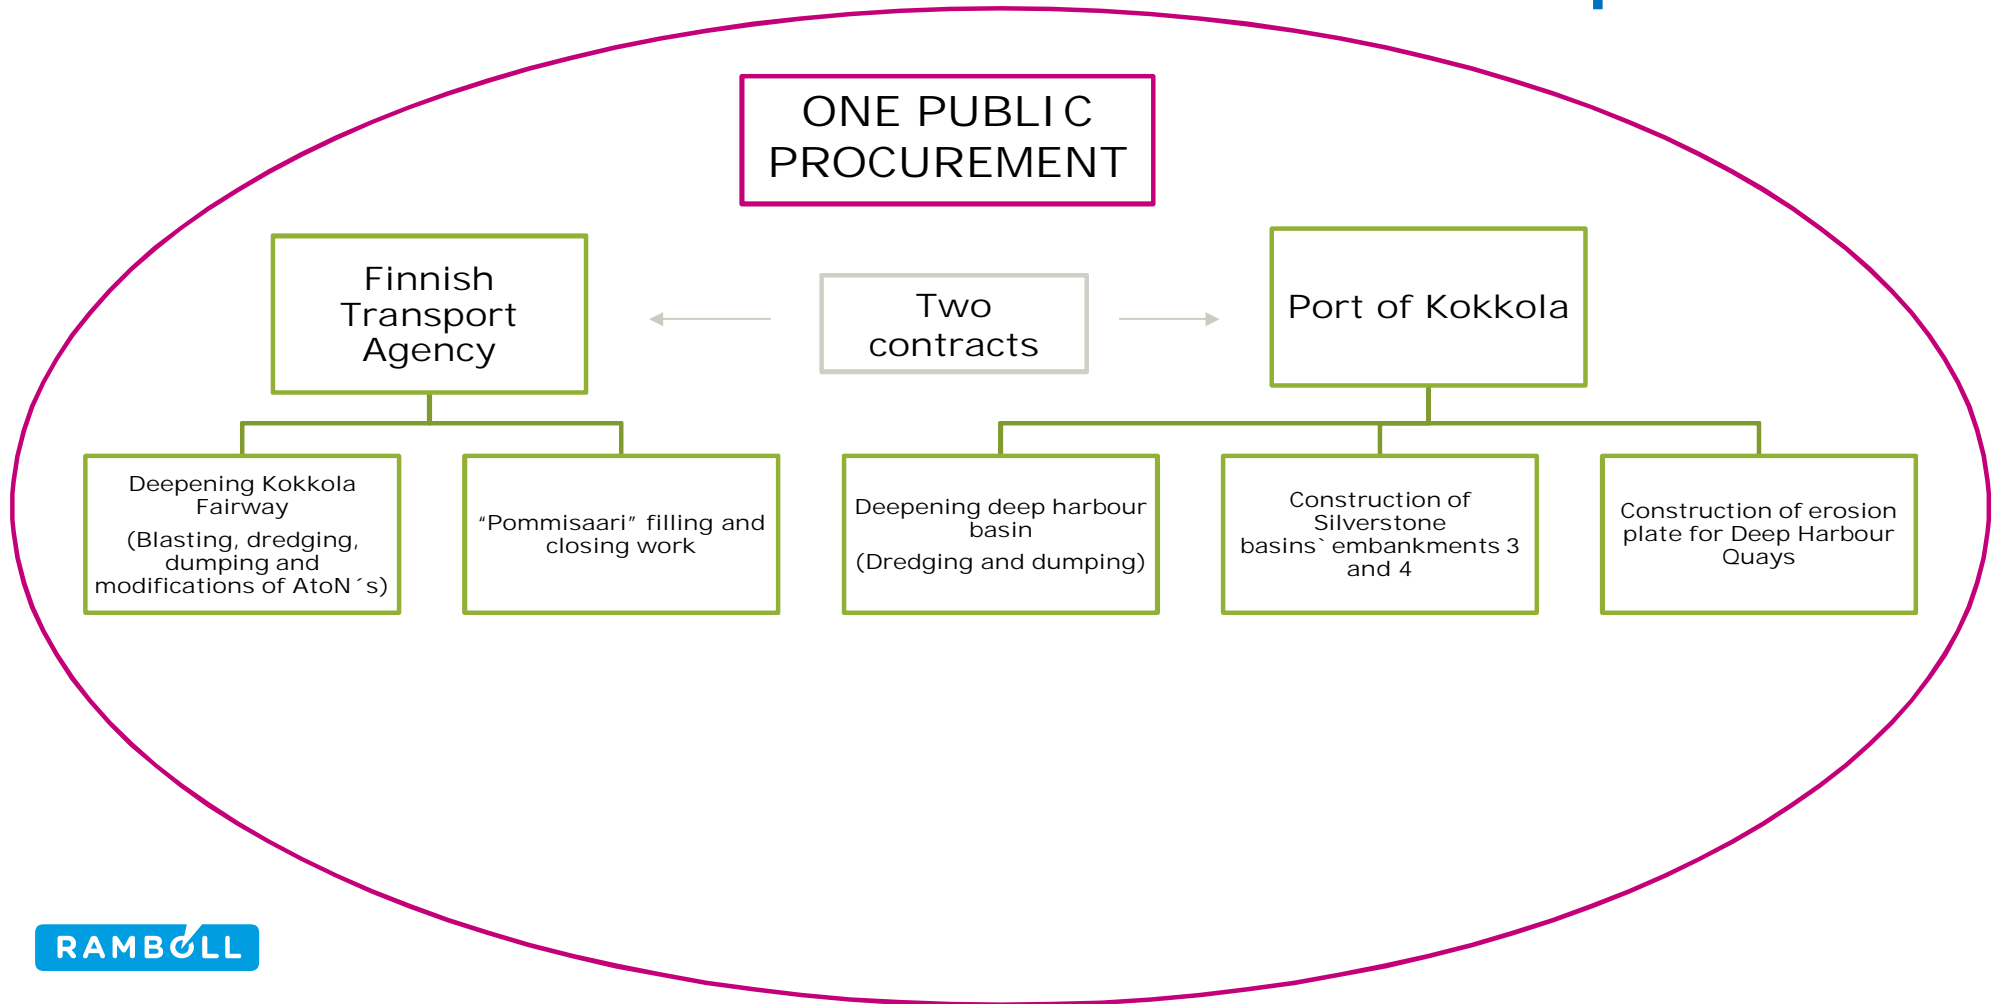 ONE PUBLIC
PROCUREMENT
Finnish
Transport
Agency
Two
contracts
Port of Kokkola
Deepening Kokkola
Fairway
(Blasting, dredging,
dumping and
modifications of AtoN´s)
“Pommisaari” filling and
closing work
Deepening deep harbour
basin
(Dredging and dumping)
Construction of
Silverstone
basins` embankments 3
and 4
Construction of erosion
plate for Deep Harbour
Quays
RAMBOLL